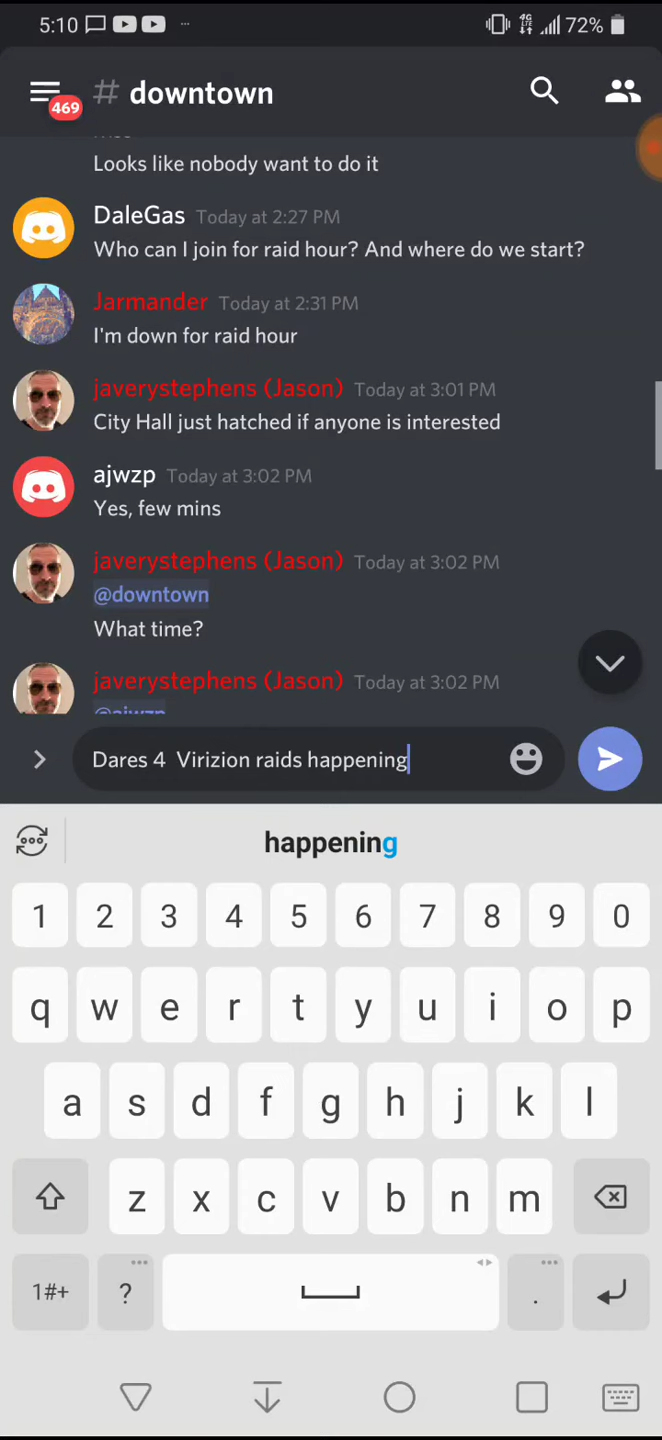 5:10 ... 4G LTE 72%
469 # downtown
Looks like nobody want to do it
DaleGas Today at 2:27 PM
Who can I join for raid hour? And where do we start?
Jarmander Today at 2:31 PM
I'm down for raid hour
javerystephens (Jason) Today at 3:01 PM
City Hall just hatched if anyone is interested
ajwzp Today at 3:02 PM
Yes, few mins
javerystephens (Jason) Today at 3:02 PM
@downtown
What time?
javerystephens (Jason) Today at 3:02 PM
@ajwzp
Dares 4  Virizion raids happening
happening
1 2 3 4 5 6 7 8 9 0
q w e r t y u i o p
a s d f g h j k l
z x c v b n m
1#+ ? .